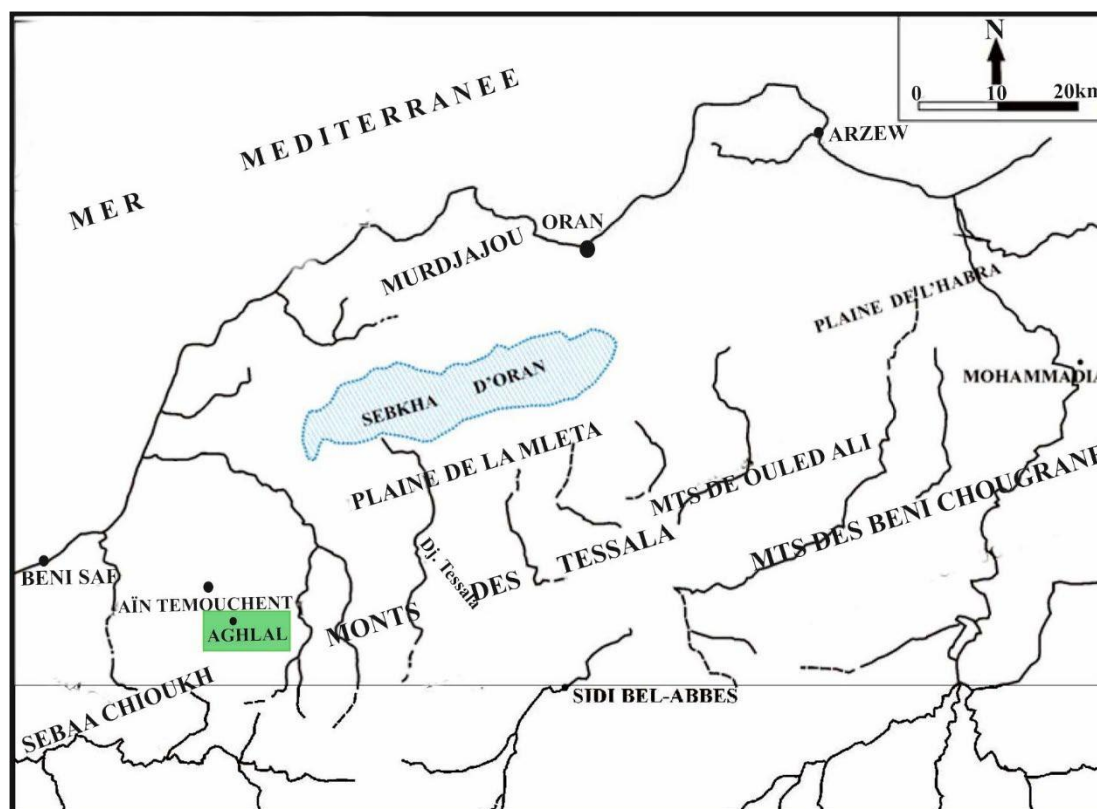 N
0 10 20km
ARZEW
MER MEDITERRANEE
ORAN
MURDJAJOU
PLAINE DE L'HABRA
MOHAMMADIA
SEBKHA D'ORAN
PLAINE DE LA MLETA
MTS DE OULED ALI
MTS DES BENI CHOUGRANE
Dj. Tessala
MONTS DES TESSALA
BENI SAF
AÏN TEMOUCHENT
AGHLAL
SEBAA CHIOUKH
SIDI BEL-ABBES